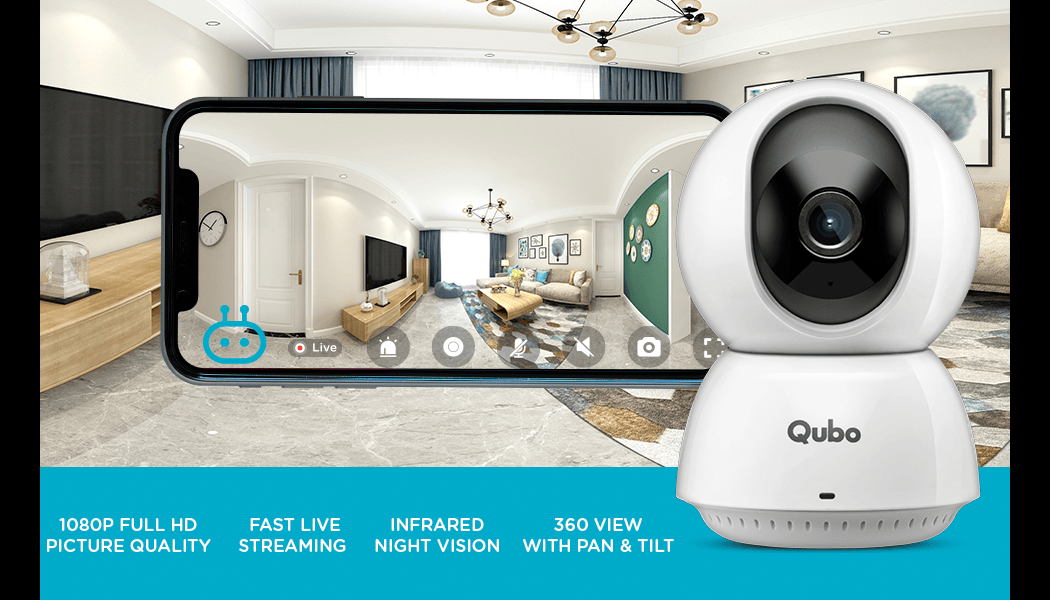 Live
Qubo
1080P FULL HD
PICTURE QUALITY
FAST LIVE
STREAMING
INFRARED
NIGHT VISION
360 VIEW
WITH PAN & TILT